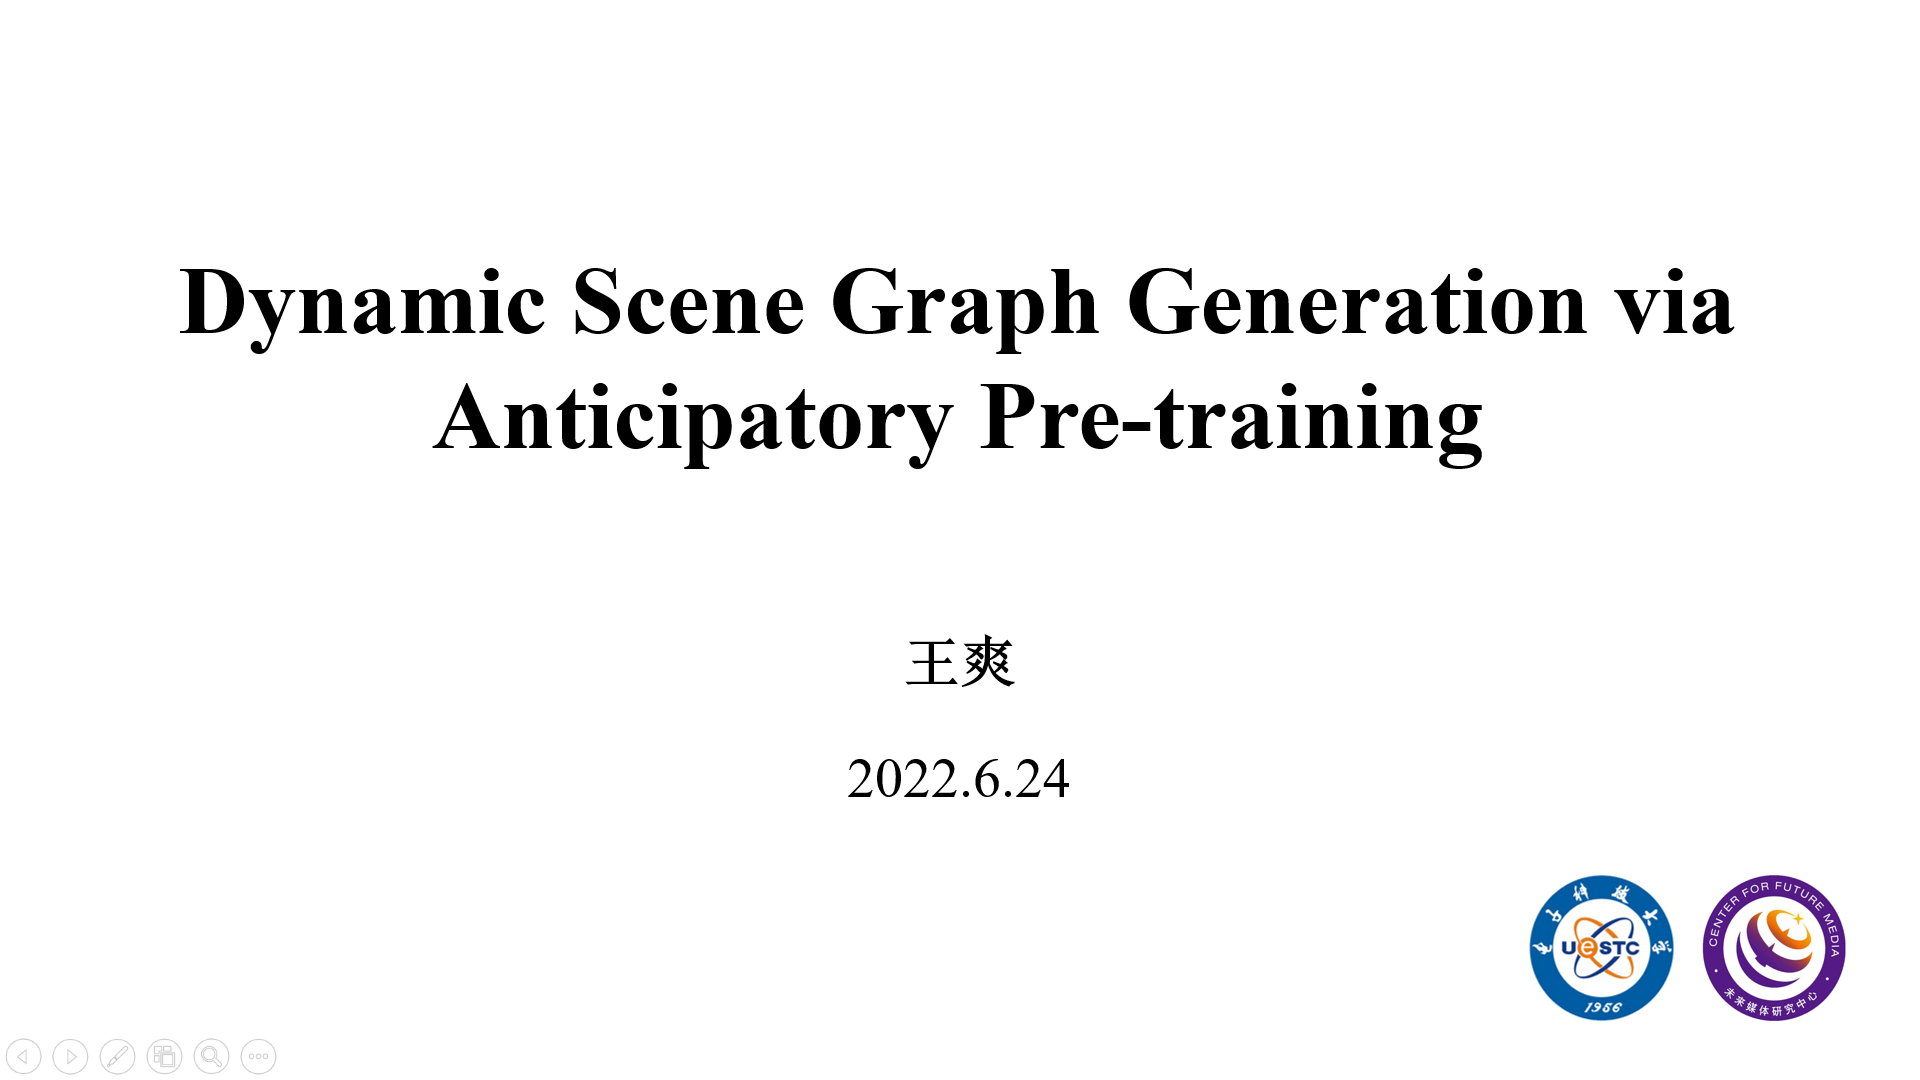 Dynamic Scene Graph Generation via
Anticipatory Pre-training
王爽
2022.6.24
电子科技大学
UeSTC
1956
CENTER FOR FUTURE MEDIA
未来媒体研究中心